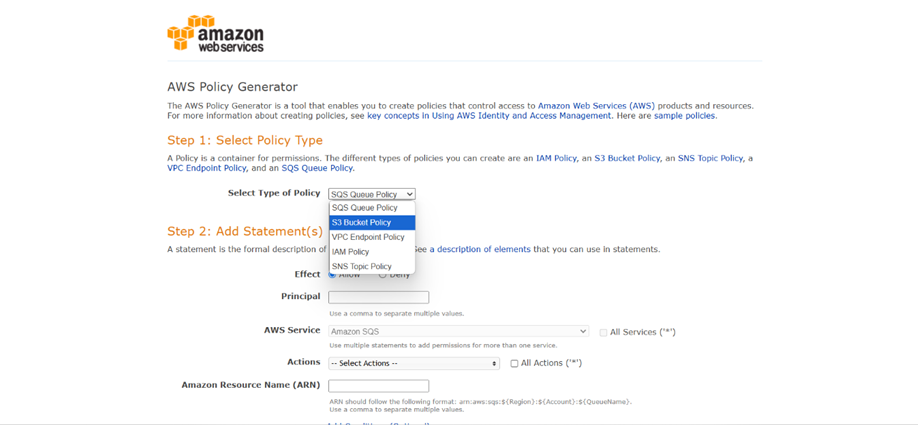 amazon
webservices
AWS Policy Generator
The AWS Policy Generator is a tool that enables you to create policies that control access to Amazon Web Services (AWS) products and resources.
For more information about creating policies, see key concepts in Using AWS Identity and Access Management. Here are sample policies.
Step 1: Select Policy Type
A Policy is a container for permissions. The different types of policies you can create are an IAM Policy, an S3 Bucket Policy, an SNS Topic Policy, a
VPC Endpoint Policy, and an SQS Queue Policy.
Select Type of Policy SQS Queue Policy
SQS Queue Policy
S3 Bucket Policy
VPC Endpoint Policy
IAM Policy
SNS Topic Policy
Step 2: Add Statement(s)
A statement is the formal description of See a description of elements that you can use in statements.
Effect Allow Deny
Principal
Use a comma to separate multiple values.
AWS Service Amazon SQS All Services ('*')
Use multiple statements to add permissions for more than one service.
Actions -- Select Actions -- All Actions ('*')
Amazon Resource Name (ARN)
ARN should follow the following format: arn:aws:sqs:${Region}:${Account}:${QueueName}.
Use a comma to separate multiple values.